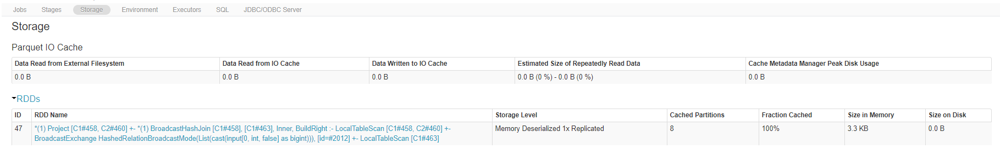 Jobs Stages Storage Environment Executors SQL JDBC/ODBC Server
Storage
Parquet IO Cache
Data Read from External Filesystem Data Read from IO Cache Data Written to IO Cache Estimated Size of Repeatedly Read Data Cache Metadata Manager Peak Disk Usage
0.0 B 0.0 B 0.0 B 0.0 B (0 %) - 0.0 B (0 %) 0.0 B
RDDs
ID RDD Name Storage Level Cached Partitions Fraction Cached Size in Memory Size on Disk
47 *(1) Project [C1#458, C2#460] +- *(1) BroadcastHashJoin [C1#458], [C1#463], Inner, BuildRight :- LocalTableScan [C1#458, C2#460] +- Memory Deserialized 1x Replicated 8 100% 3.3 KB 0.0 B
BroadcastExchange HashedRelationBroadcastMode(List(cast(input[0, int, false] as bigint))), [id=#2012] +- LocalTableScan [C1#463]